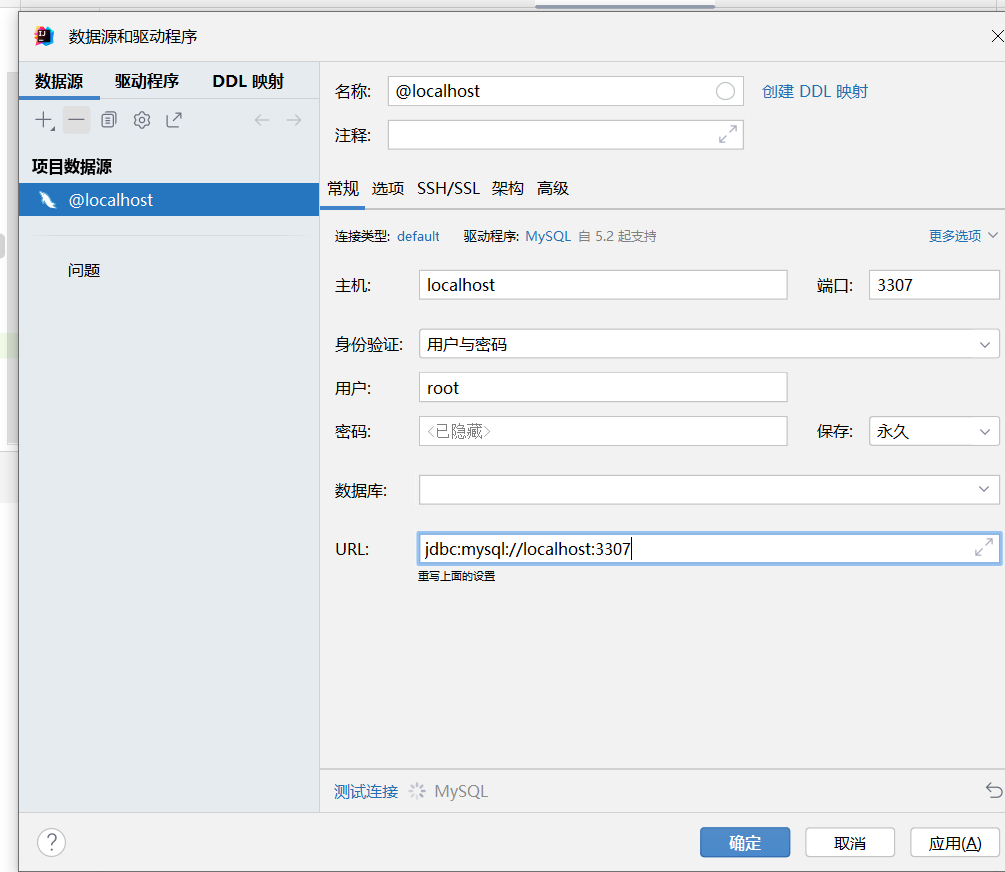 数据源和驱动程序
数据源 驱动程序 DDL 映射
项目数据源
@localhost
问题
名称: @localhost 创建 DDL 映射
注释:
常规 选项 SSH/SSL 架构 高级
连接类型: default 驱动程序: MySQL 自 5.2 起支持 更多选项
主机: localhost 端口: 3307
身份验证: 用户与密码
用户: root
密码: <已隐藏> 保存: 永久
数据库:
URL: jdbc:mysql://localhost:3307
重写上面的设置
测试连接 MySQL
? 确定 取消 应用(A)